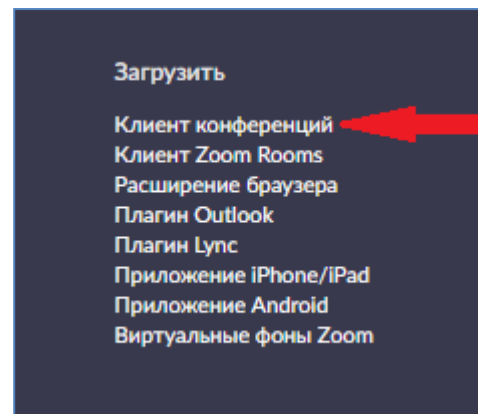 Загрузить
Клиент конференций
Клиент Zoom Rooms
Расширение браузера
Плагин Outlook
Плагин Lync
Приложение iPhone/iPad
Приложение Android
Виртуальные фоны Zoom